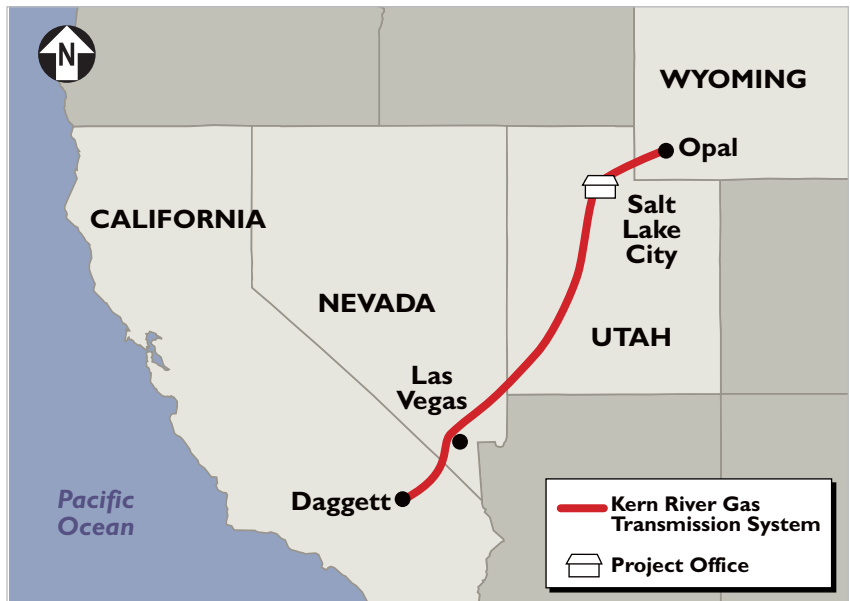 N
WYOMING
Opal
CALIFORNIA
Salt
Lake
City
NEVADA
UTAH
Las
Vegas
Daggett
Pacific
Ocean
Kern River Gas
Transmission System
Project Office